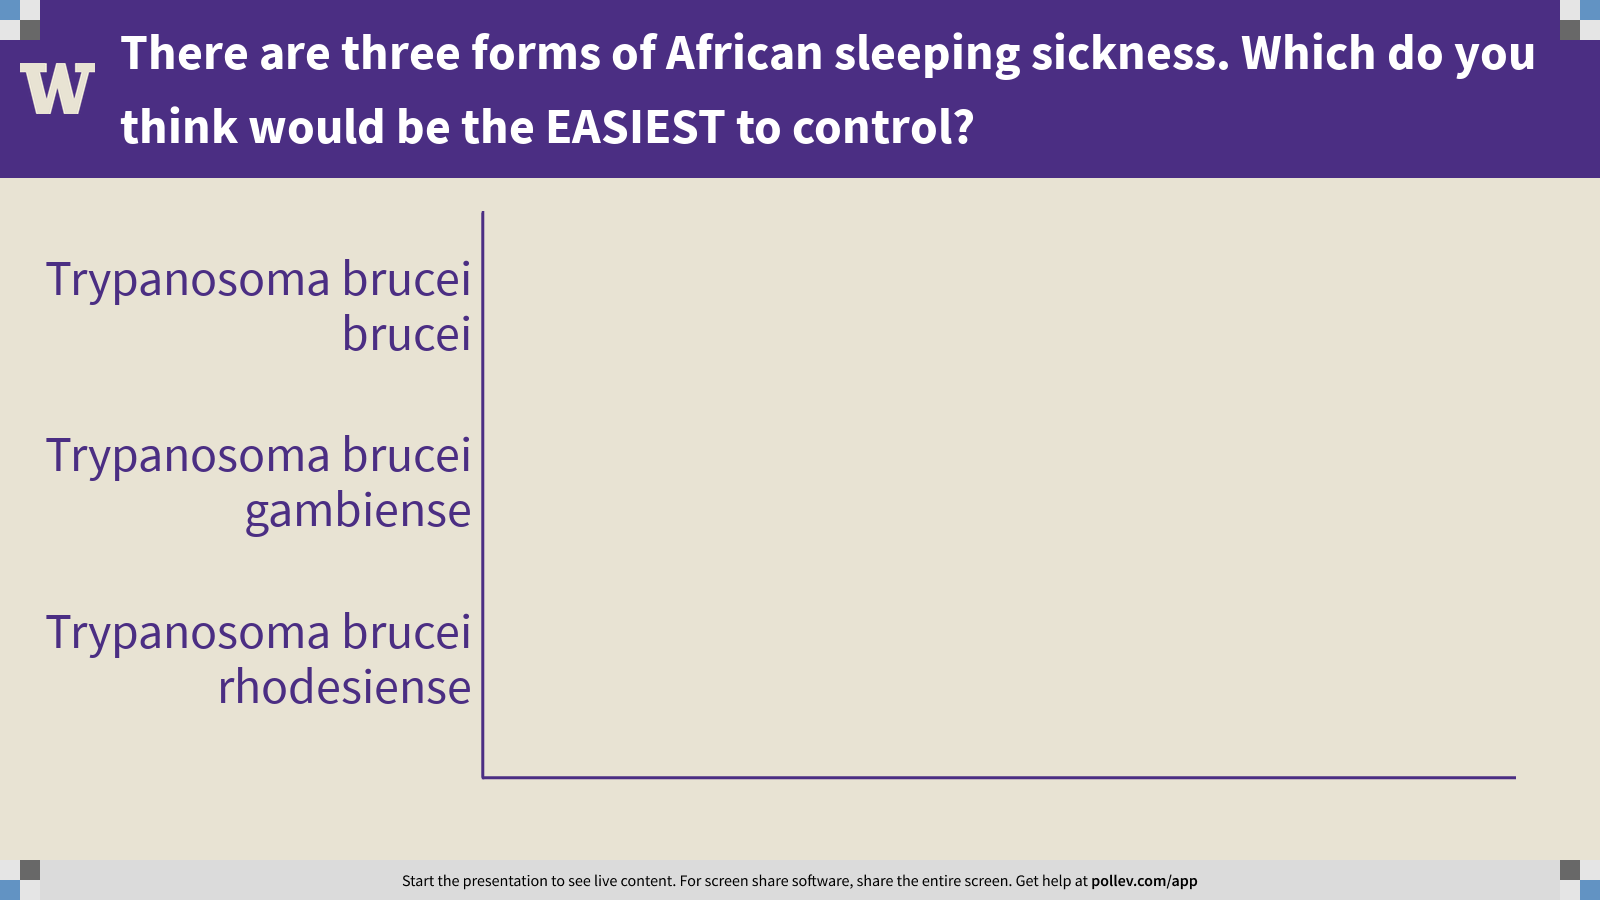 There are three forms of African sleeping sickness. Which do you
think would be the EASIEST to control?
W
Trypanosoma brucei
brucei
Trypanosoma brucei
gambiense
Trypanosoma brucei
rhodesiense
Start the presentation to see live content. For screen share software, share the entire screen. Get help at pollev.com/app